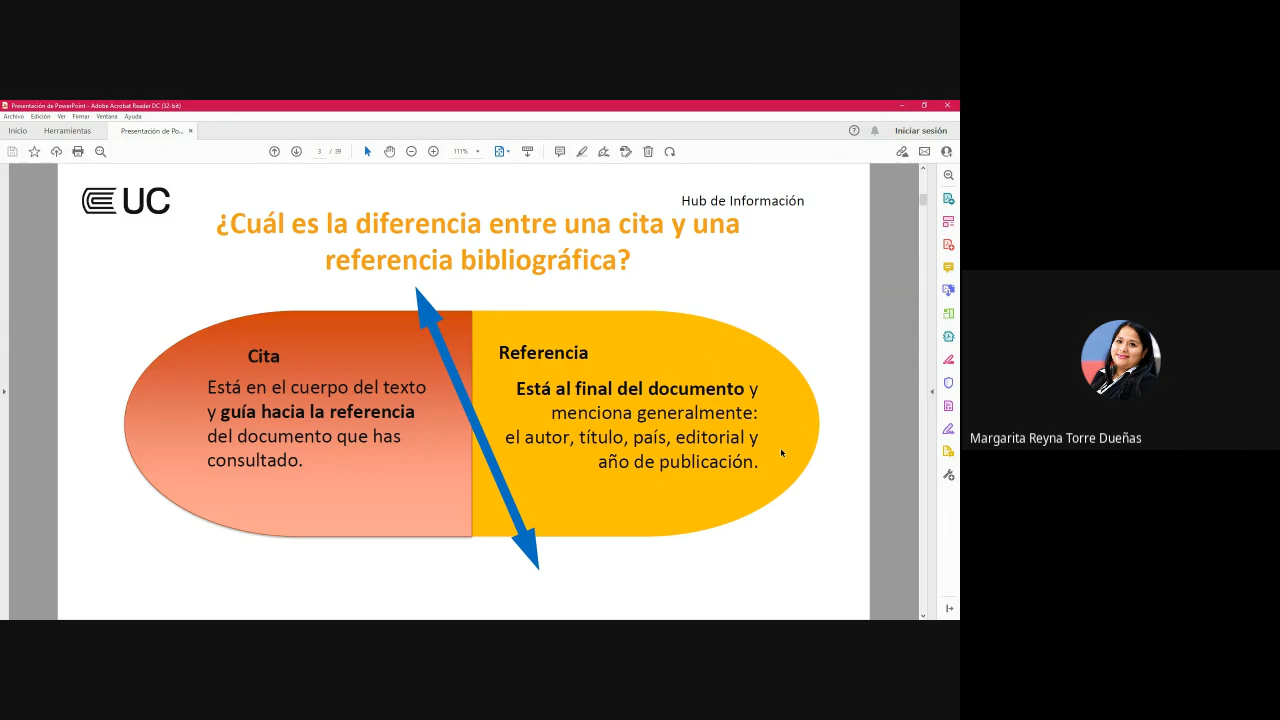 Presentación de PowerPoint - Adobe Acrobat Reader DC (32-bit)
Archivo Edición Ver Firmar Ventana Ayuda
Inicio Herramientas Presentación de Po... × Iniciar sesión
3 / 39 111%
UC
Hub de Información
¿Cuál es la diferencia entre una cita y una
referencia bibliográfica?
Cita
Está en el cuerpo del texto
y guía hacia la referencia
del documento que has
consultado.
Referencia
Está al final del documento y
menciona generalmente:
el autor, título, país, editorial y
año de publicación.
Margarita Reyna Torre Dueñas